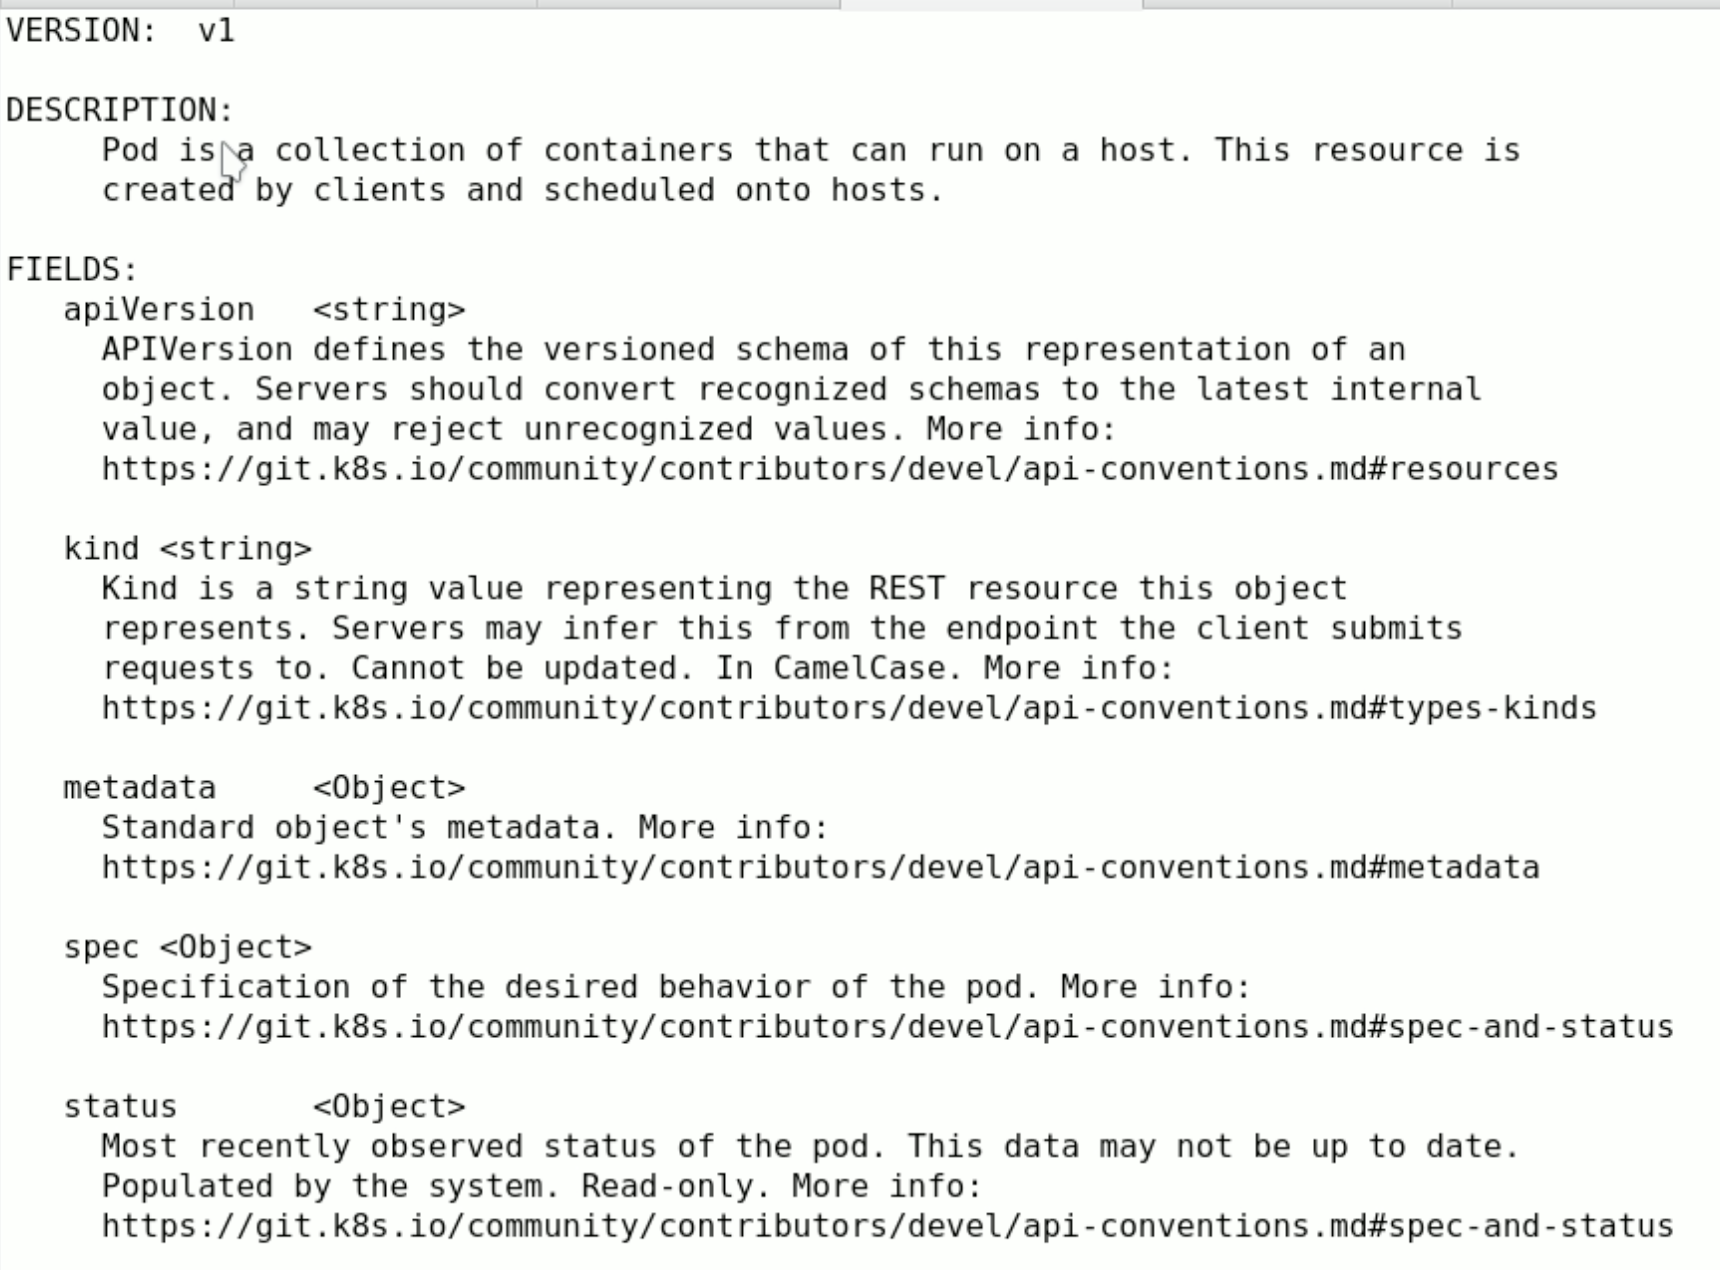 VERSION:  v1
DESCRIPTION:
Pod is a collection of containers that can run on a host. This resource is
created by clients and scheduled onto hosts.
FIELDS:
apiVersion   <string>
APIVersion defines the versioned schema of this representation of an
object. Servers should convert recognized schemas to the latest internal
value, and may reject unrecognized values. More info:
https://git.k8s.io/community/contributors/devel/api-conventions.md#resources
kind <string>
Kind is a string value representing the REST resource this object
represents. Servers may infer this from the endpoint the client submits
requests to. Cannot be updated. In CamelCase. More info:
https://git.k8s.io/community/contributors/devel/api-conventions.md#types-kinds
metadata     <Object>
Standard object's metadata. More info:
https://git.k8s.io/community/contributors/devel/api-conventions.md#metadata
spec <Object>
Specification of the desired behavior of the pod. More info:
https://git.k8s.io/community/contributors/devel/api-conventions.md#spec-and-status
status       <Object>
Most recently observed status of the pod. This data may not be up to date.
Populated by the system. Read-only. More info:
https://git.k8s.io/community/contributors/devel/api-conventions.md#spec-and-status